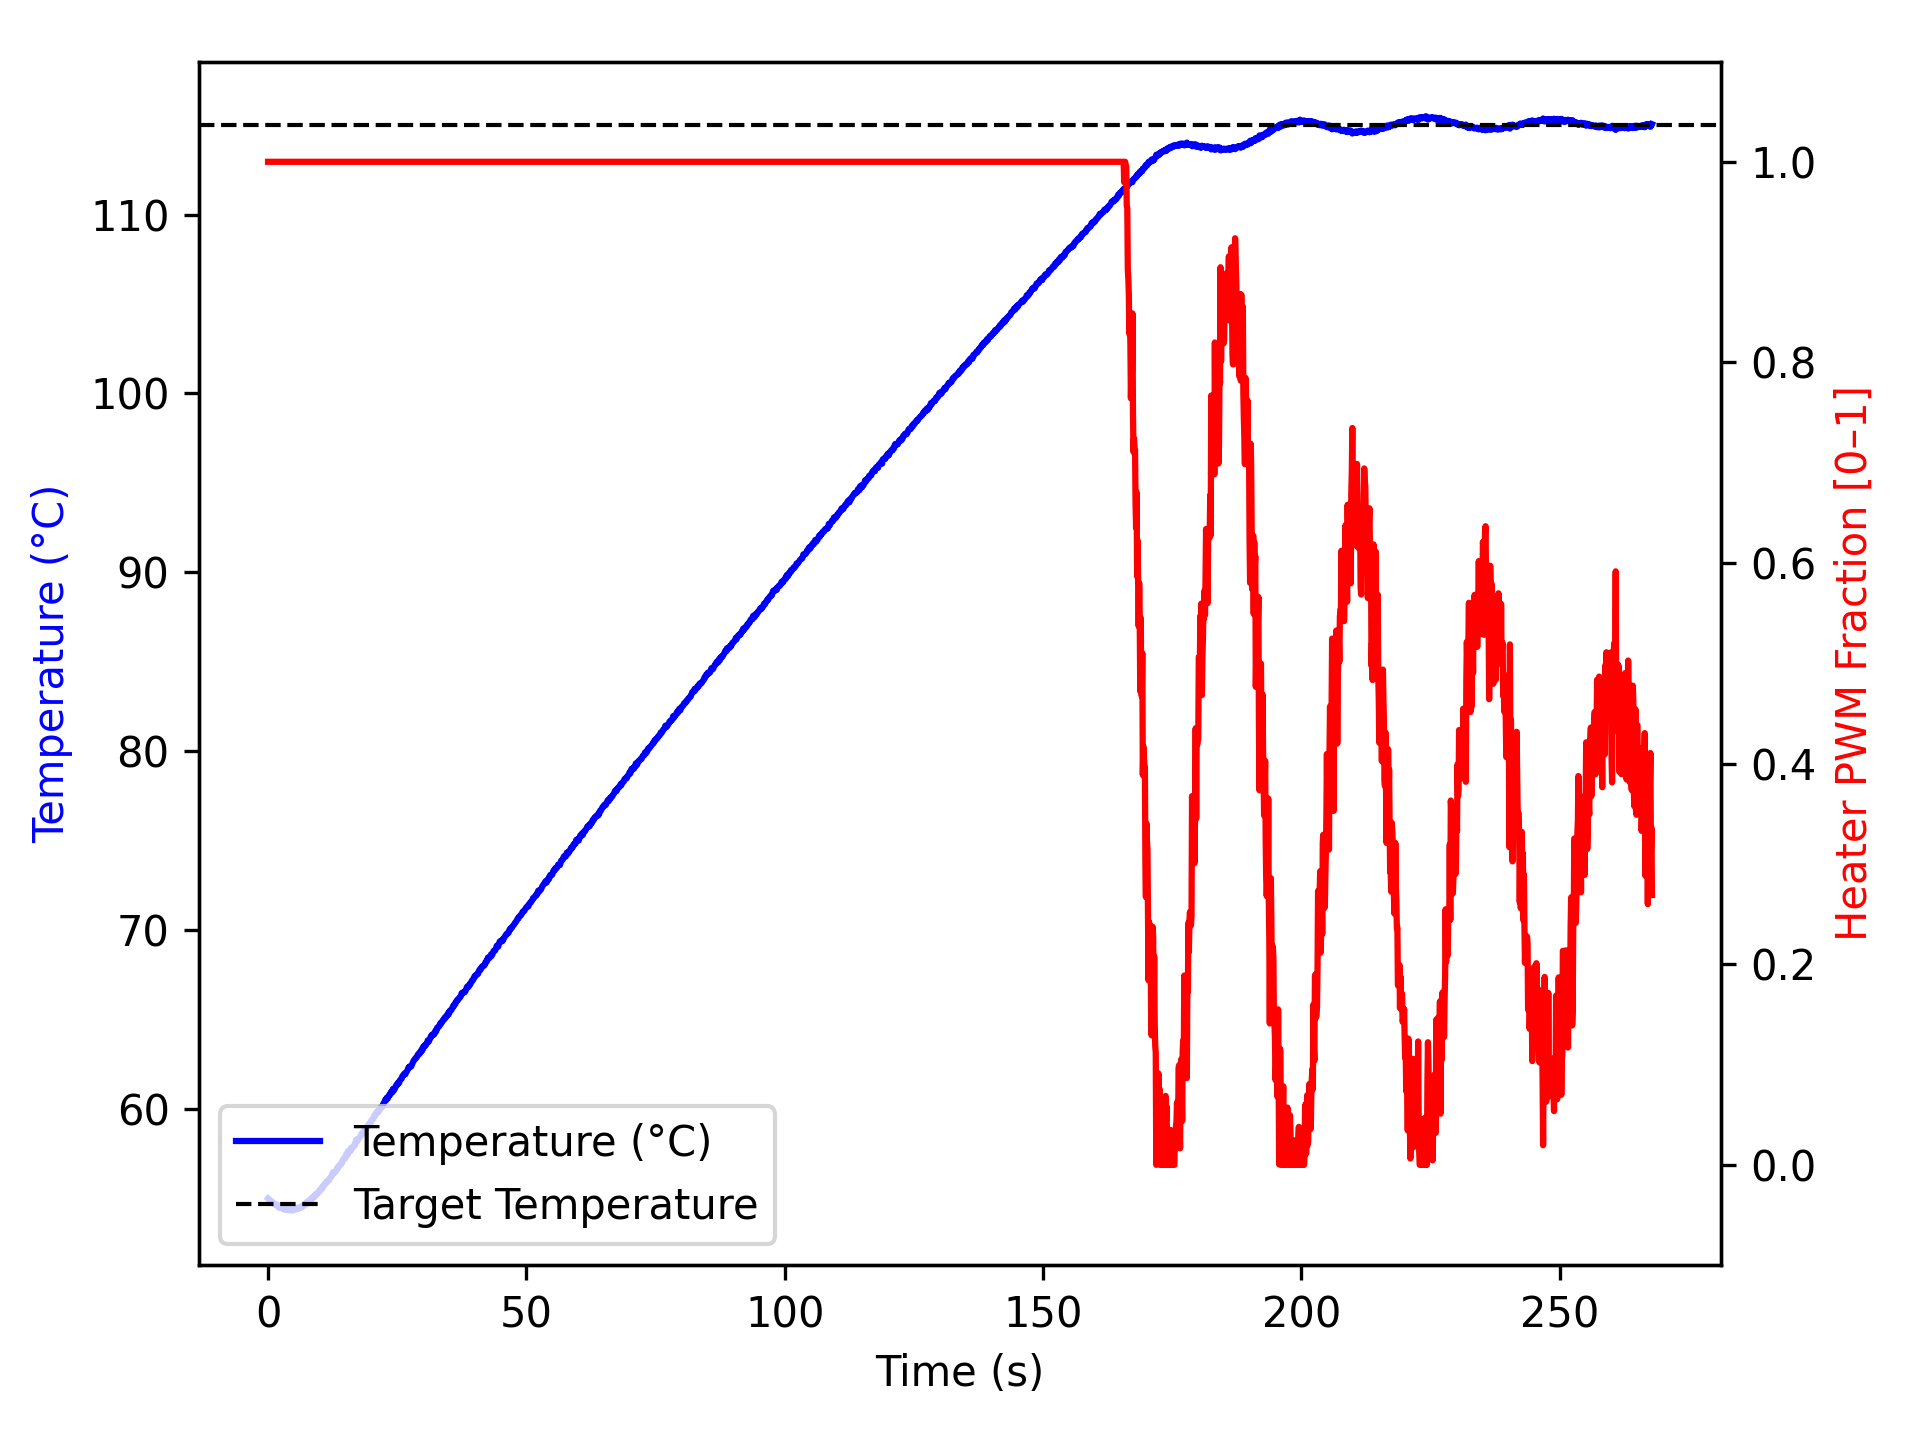 Temperature (°C)
110
100
90
80
70
60
1.0
0.8
0.6
0.4
0.2
0.0
Heater PWM Fraction [0–1]
Temperature (°C)
Target Temperature
0 50 100 150 200 250
Time (s)